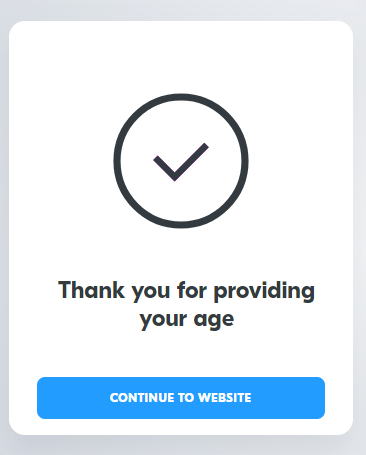 Thank you for providing
your age
CONTINUE TO WEBSITE